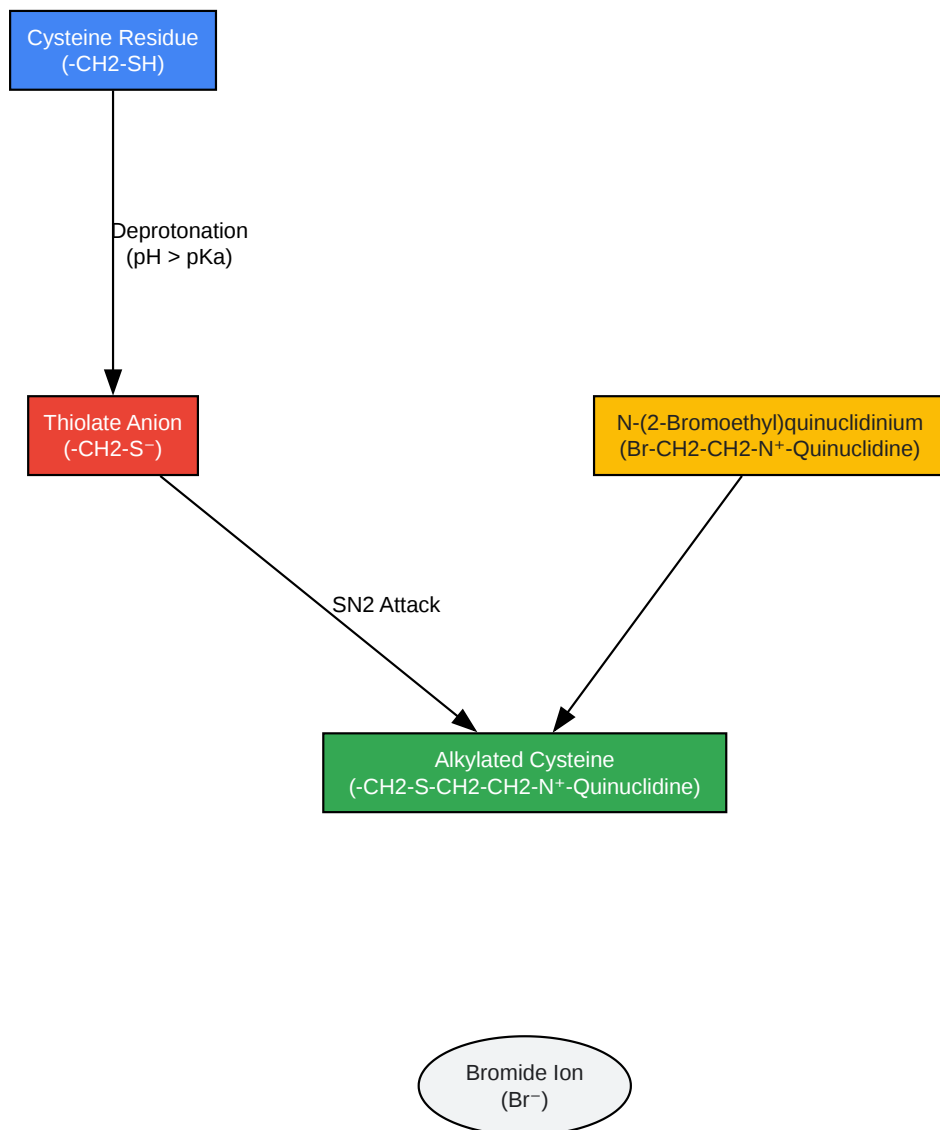 Cysteine Residue
(-CH2-SH)
Deprotonation
(pH > pKa)
Thiolate Anion
(-CH2-S⁻)
N-(2-Bromoethyl)quinuclidinium
(Br-CH2-CH2-N⁺-Quinuclidine)
SN2 Attack
Alkylated Cysteine
(-CH2-S-CH2-CH2-N⁺-Quinuclidine)
Bromide Ion
(Br⁻)